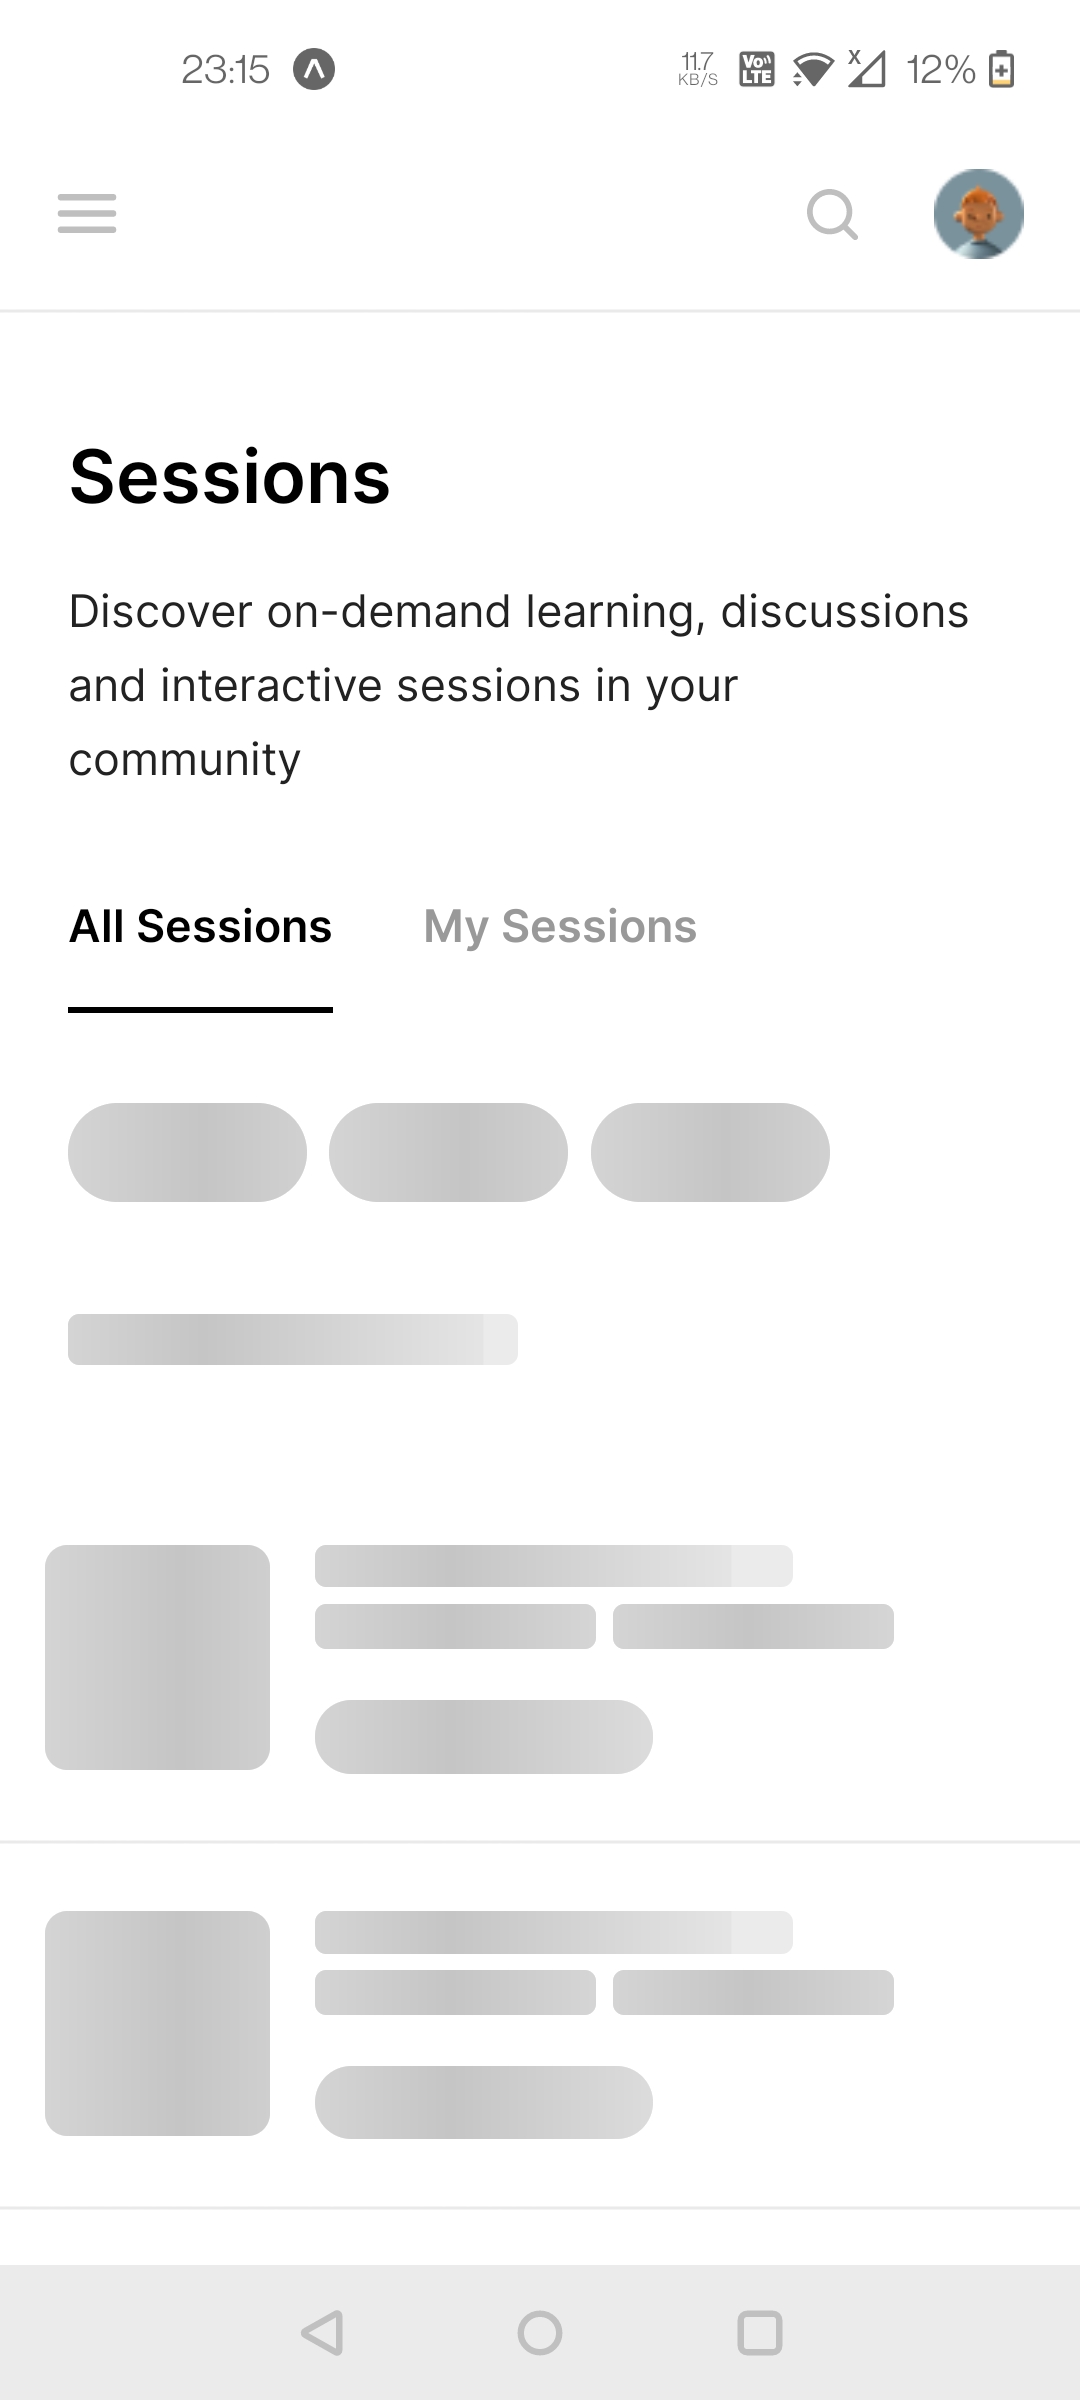 23:15
11.7
KB/S
Vo))
LTE
X
12%
Sessions
Discover on-demand learning, discussions
and interactive sessions in your
community
All Sessions
My Sessions